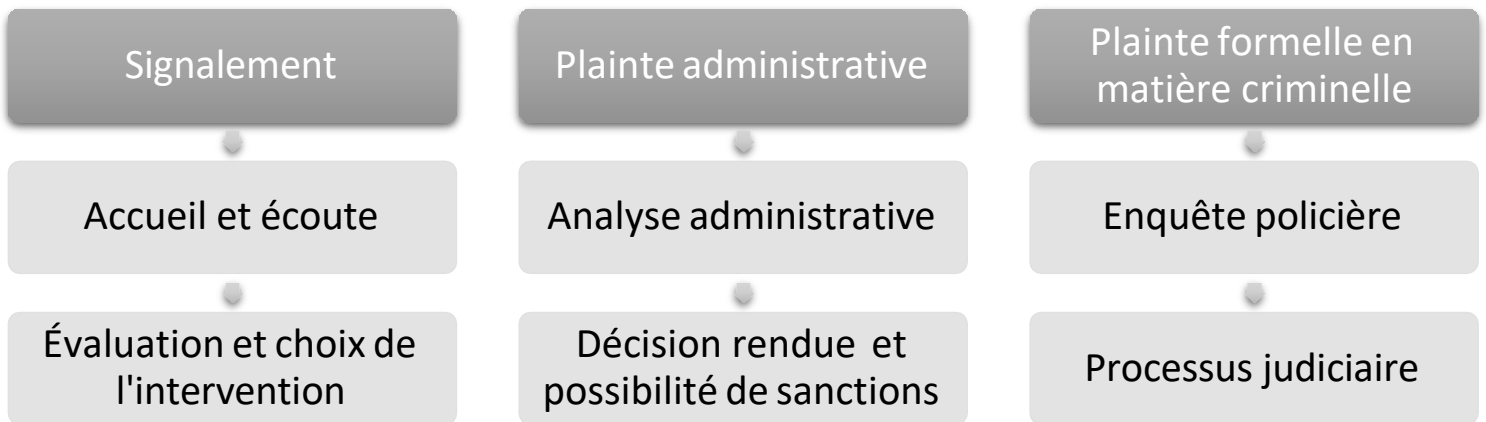 Signalement
Accueil et écoute
Évaluation et choix de
l'intervention
Plainte administrative
Analyse administrative
Décision rendue et
possibilité de sanctions
Plainte formelle en
matière criminelle
Enquête policière
Processus judiciaire